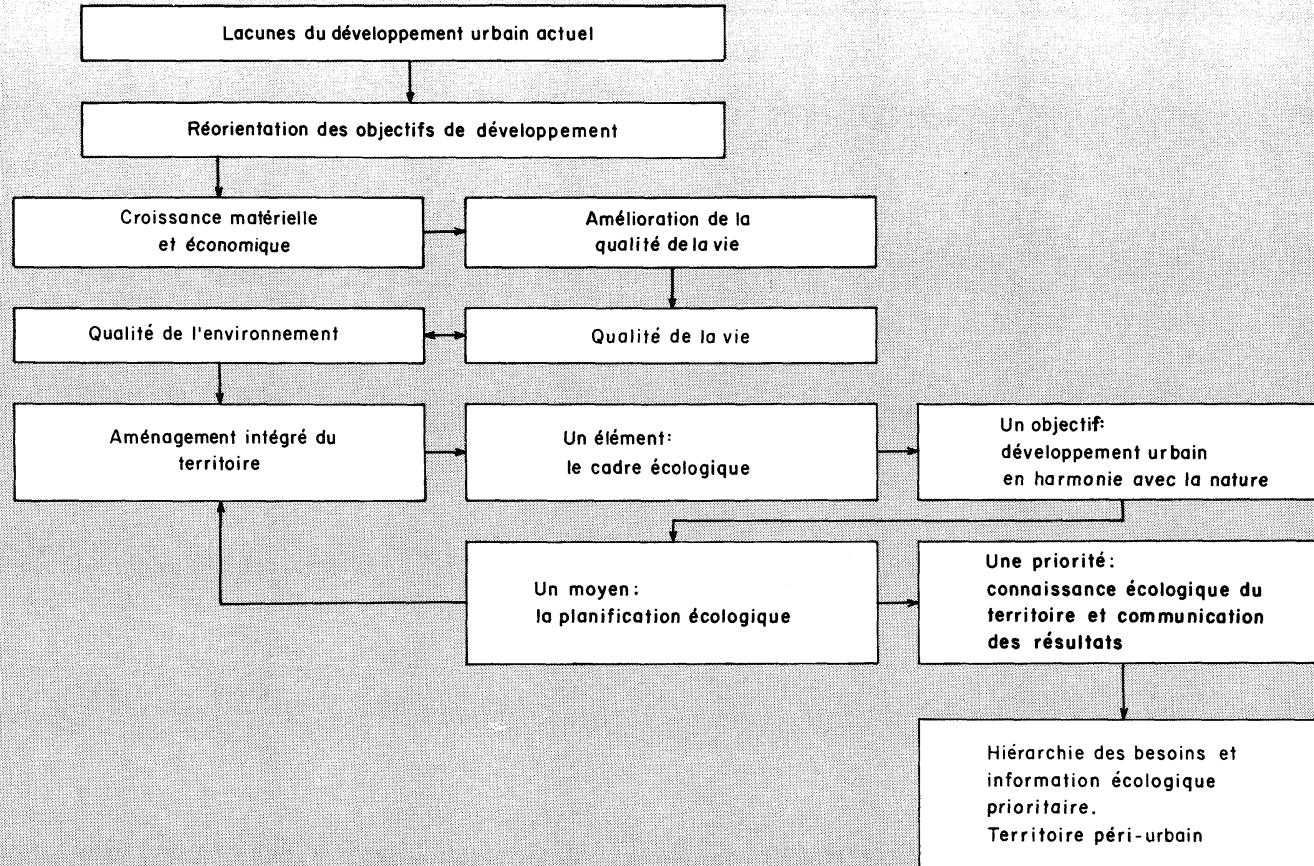 Lacunes du développement urbain actuel
Réorientation des objectifs de développement
Croissance matérielle
et économique
Amélioration de la
qualité de la vie
Qualité de l'environnement
Qualité de la vie
Aménagement intégré du
territoire
Un élément:
le cadre écologique
Un objectif:
développement urbain
en harmonie avec la nature
Un moyen:
la planification écologique
Une priorité:
connaissance écologique du
territoire et communication
des résultats
Hiérarchie des besoins et
information écologique
prioritaire.
Territoire péri-urbain